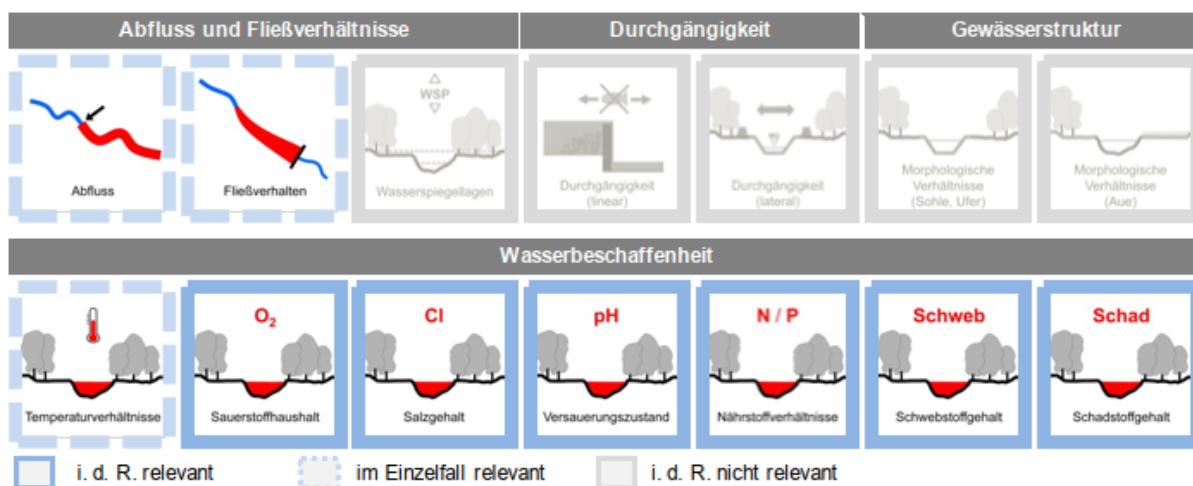 Abfluss und Fließverhältnisse
Durchgängigkeit
Gewässerstruktur
Abfluss
Fließverhalten
WSP
Wasserspiegellagen
Durchgängigkeit
(linear)
Durchgängigkeit
(lateral)
Morphologische
Verhältnisse
(Sohle, Ufer)
Morphologische
Verhältnisse
(Aue)
Wasserbeschaffenheit
Temperaturverhältnisse
O₂
Sauerstoffhaushalt
Cl
Salzgehalt
pH
Versauerungszustand
N / P
Nährstoffverhältnisse
Schweb
Schwebstoffgehalt
Schad
Schadstoffgehalt
i. d. R. relevant
im Einzelfall relevant
i. d. R. nicht relevant